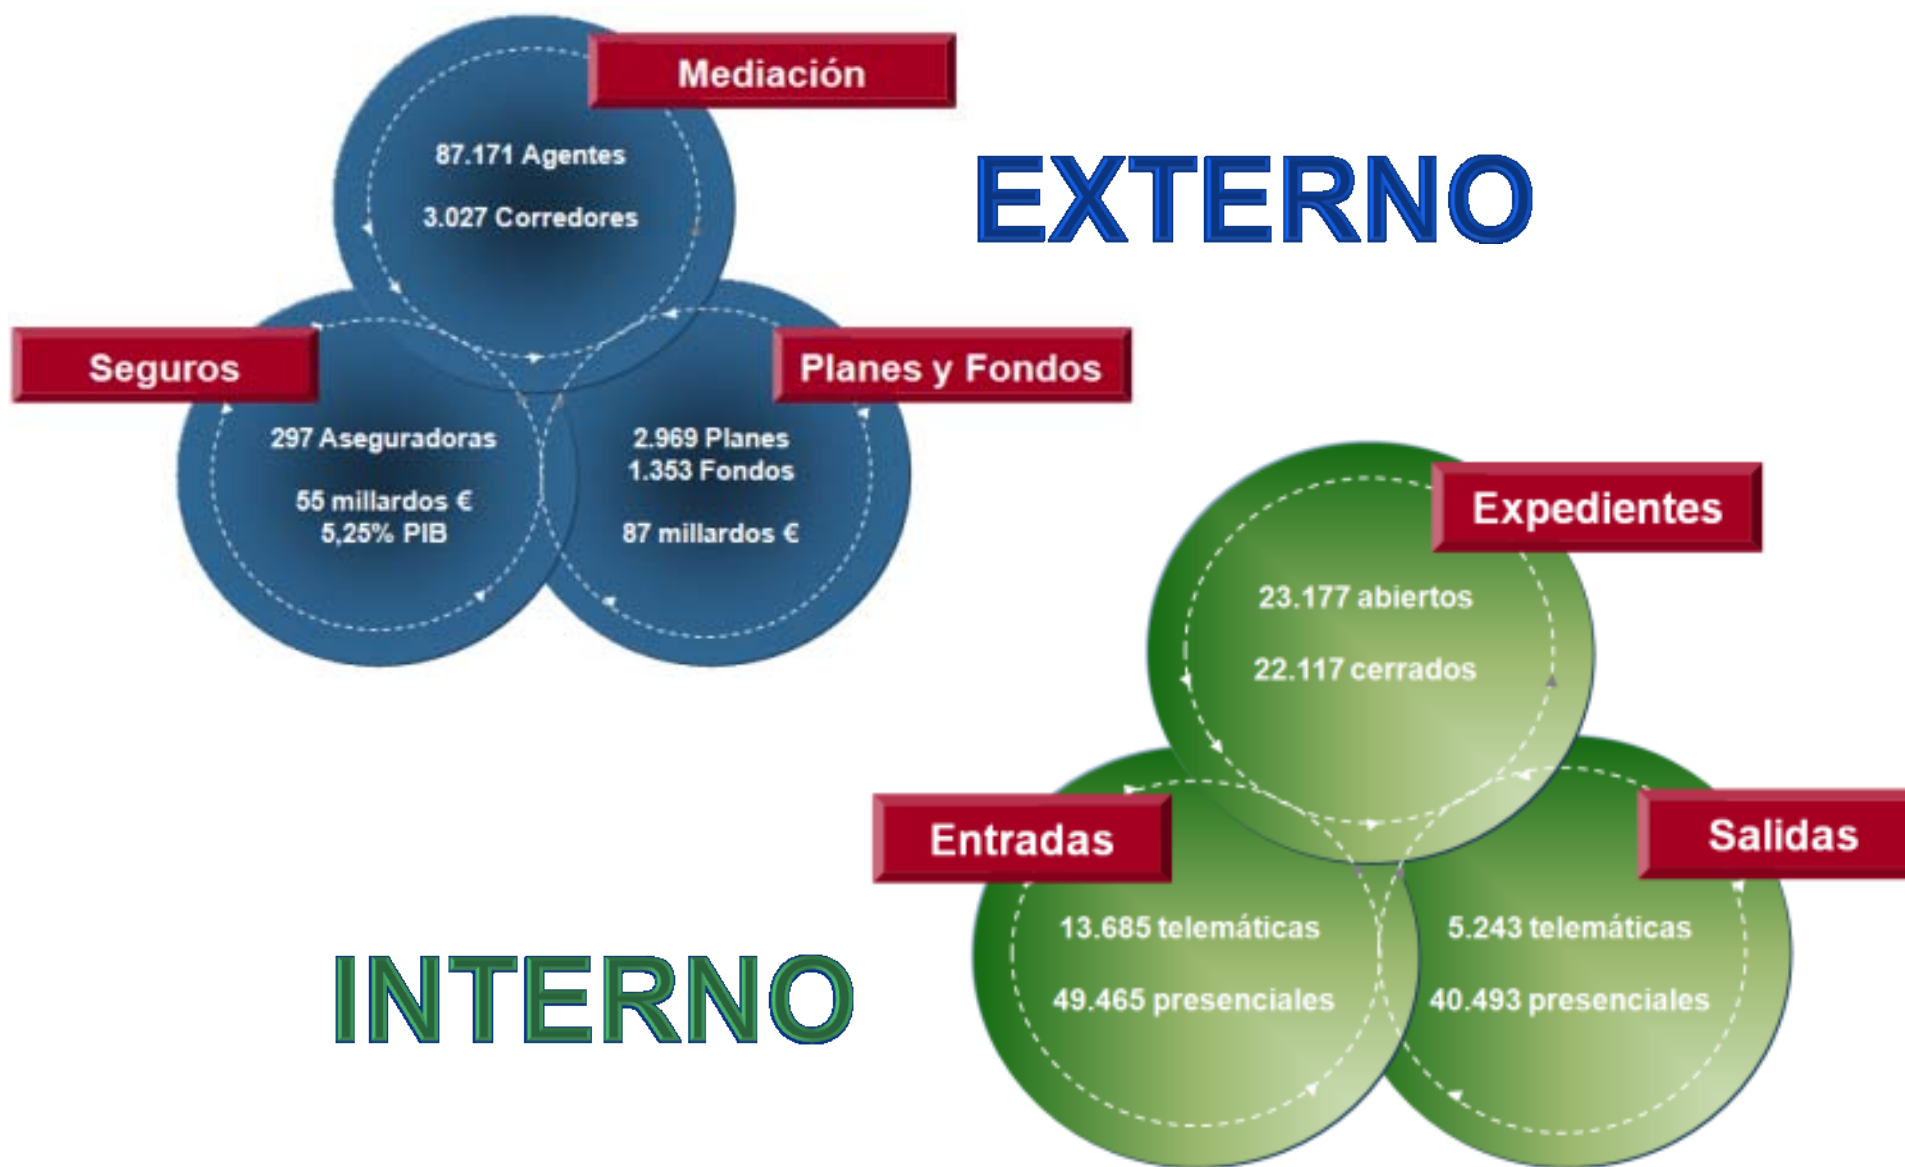 Mediación
87.171 Agentes
3.027 Corredores
EXTERNO
Seguros
297 Aseguradoras
55 millardos €
5,25% PIB
Planes y Fondos
2.969 Planes
1.353 Fondos
87 millardos €
Expedientes
23.177 abiertos
22.117 cerrados
INTERNO
Entradas
13.685 telemáticas
49.465 presenciales
Salidas
5.243 telemáticas
40.493 presenciales